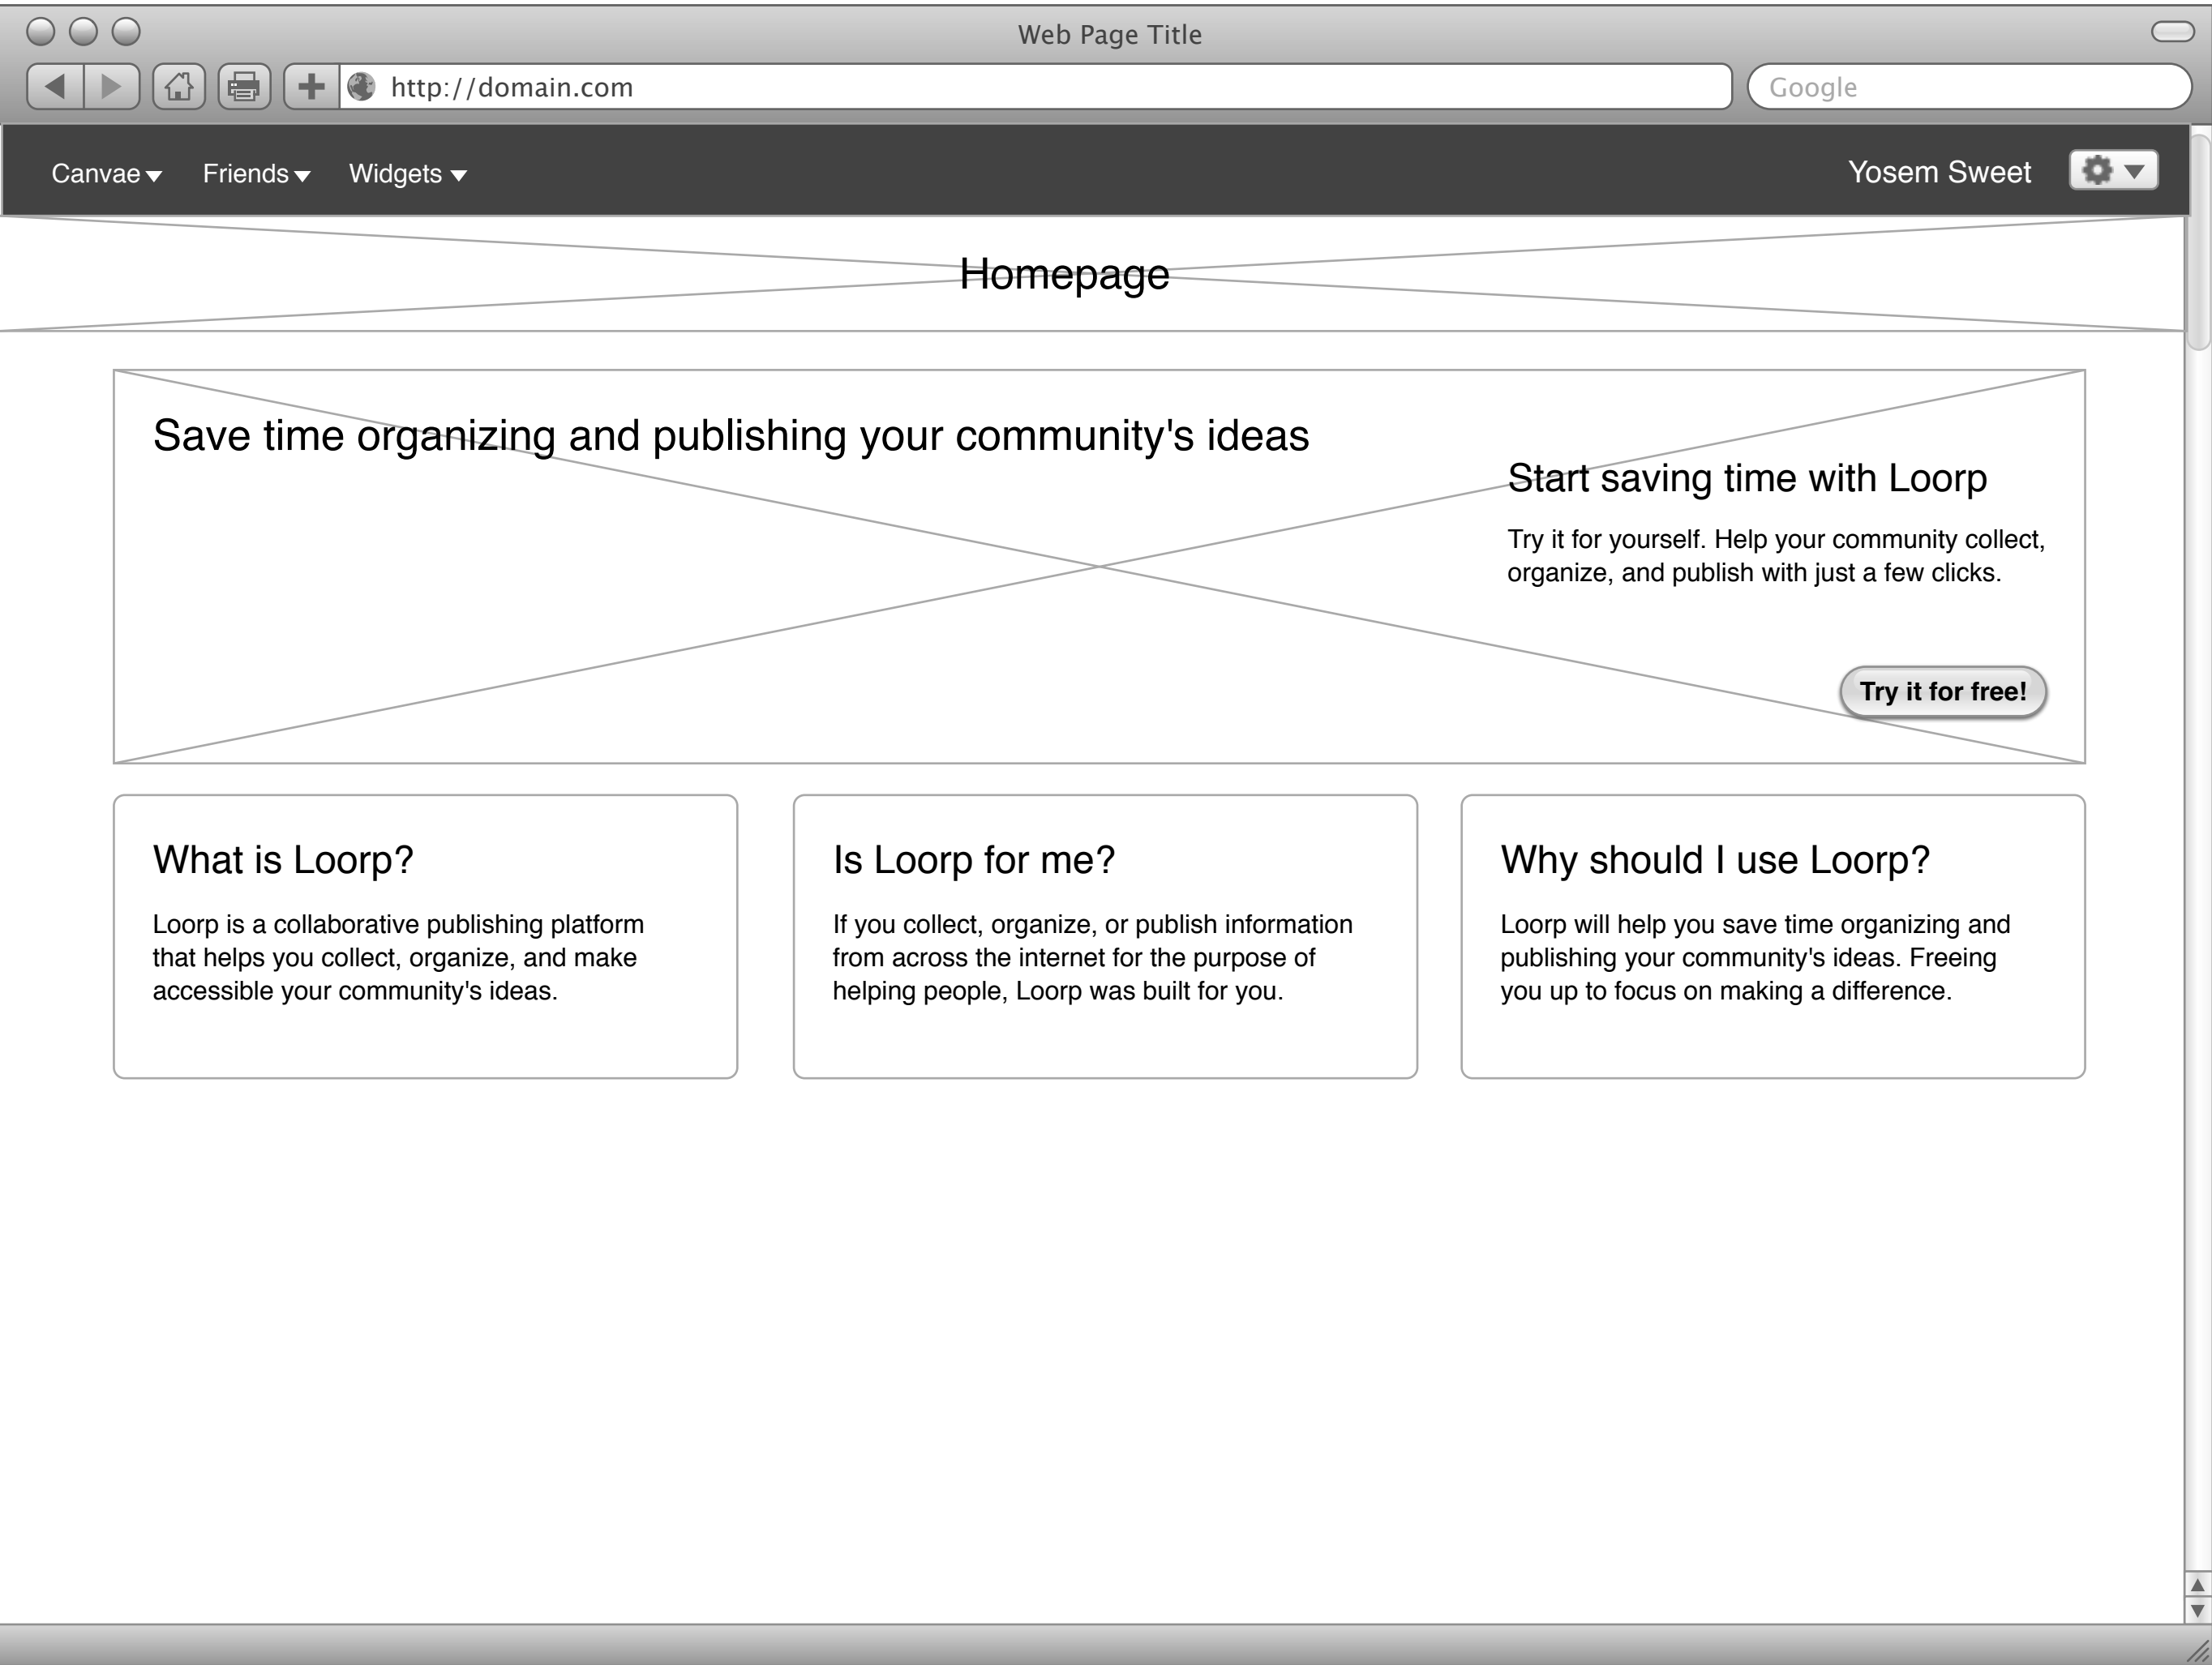 Web Page Title
http://domain.com
Google
Canvae
Friends
Widgets
Yosem Sweet
Homepage
Save time organizing and publishing your community's ideas
Start saving time with Loorp
Try it for yourself. Help your community collect,
organize, and publish with just a few clicks.
Try it for free!
What is Loorp?
Loorp is a collaborative publishing platform
that helps you collect, organize, and make
accessible your community's ideas.
Is Loorp for me?
If you collect, organize, or publish information
from across the internet for the purpose of
helping people, Loorp was built for you.
Why should I use Loorp?
Loorp will help you save time organizing and
publishing your community's ideas. Freeing
you up to focus on making a difference.